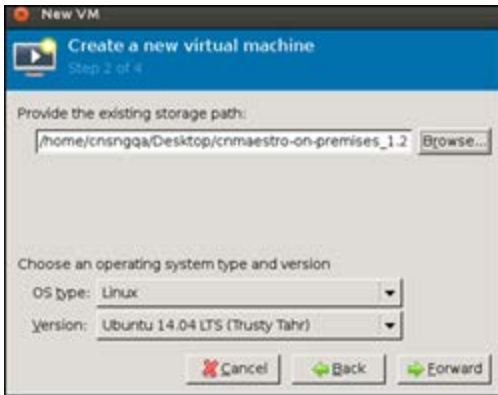 New VM
Create a new virtual machine
Step 2 of 4
Provide the existing storage path:
/home/cnsngqa/Desktop/cnmaestro-on-premises_1.2
Browse...
Choose an operating system type and version
OS type: Linux
Version: Ubuntu 14.04 LTS (Trusty Tahr)
Cancel Back Forward